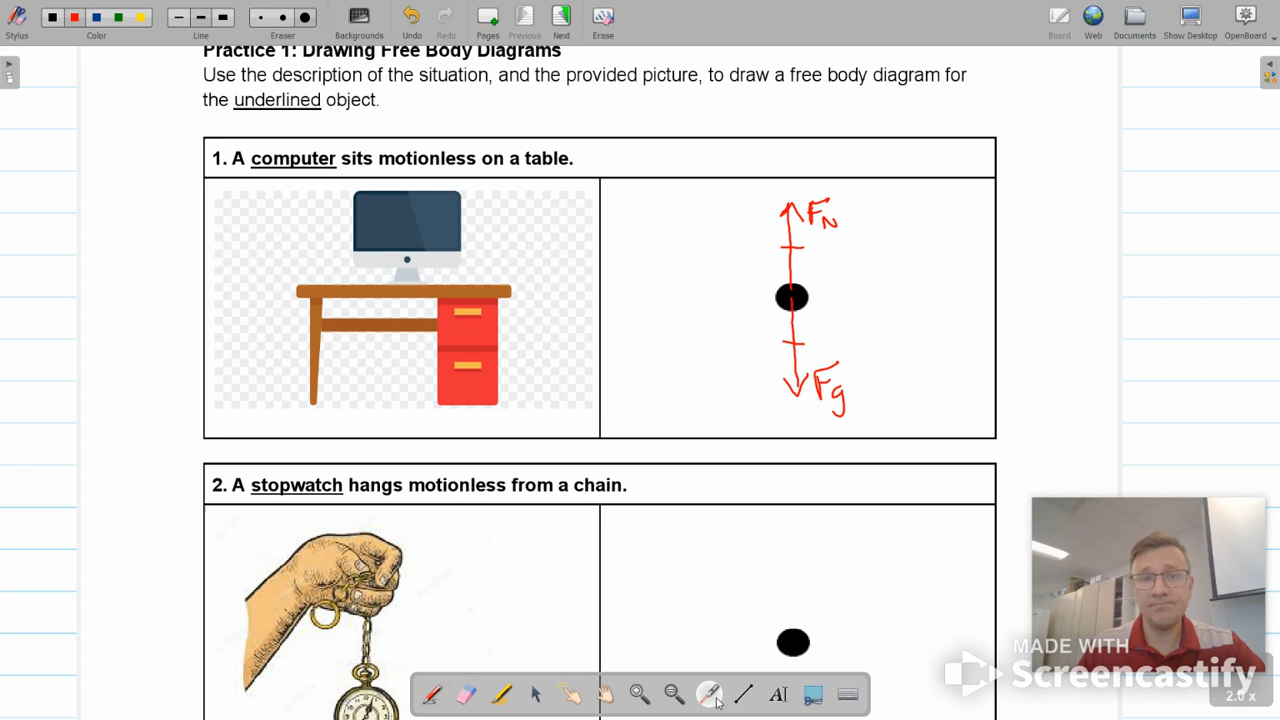 Stylus
Color
Line
Eraser
Backgrounds
Undo
Redo
Pages
Previous
Next
Erase
Board
Web
Documents
Show Desktop
OpenBoard
Practice 1: Drawing Free Body Diagrams
Use the description of the situation, and the provided picture, to draw a free body diagram for
the underlined object.
1. A computer sits motionless on a table.
FN
Fg
2. A stopwatch hangs motionless from a chain.
MADE WITH
Screencastify
2.0 x
AI